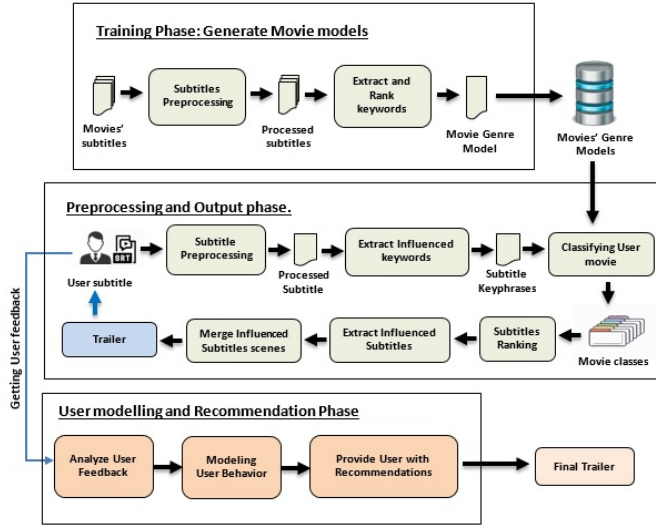 Training Phase: Generate Movie models
Subtitles
Preprocessing
Extract and
Rank
keywords
Movies'
subtitles
Processed
subtitles
Movie Genre
Model
Movies' Genre
Models
Preprocessing and Output phase.
BRT
User subtitle
Subtitle
Preprocessing
Processed
Subtitle
Extract Influenced
keywords
Subtitle
Keyphrases
Classifying User
movie
Trailer
Merge Influenced
Subtitles scenes
Extract Influenced
Subtitles
Subtitles
Ranking
Movie classes
Getting User feedback
User modelling and Recommendation Phase
Analyze User
Feedback
Modeling
User Behavior
Provide User with
Recommendations
Final Trailer